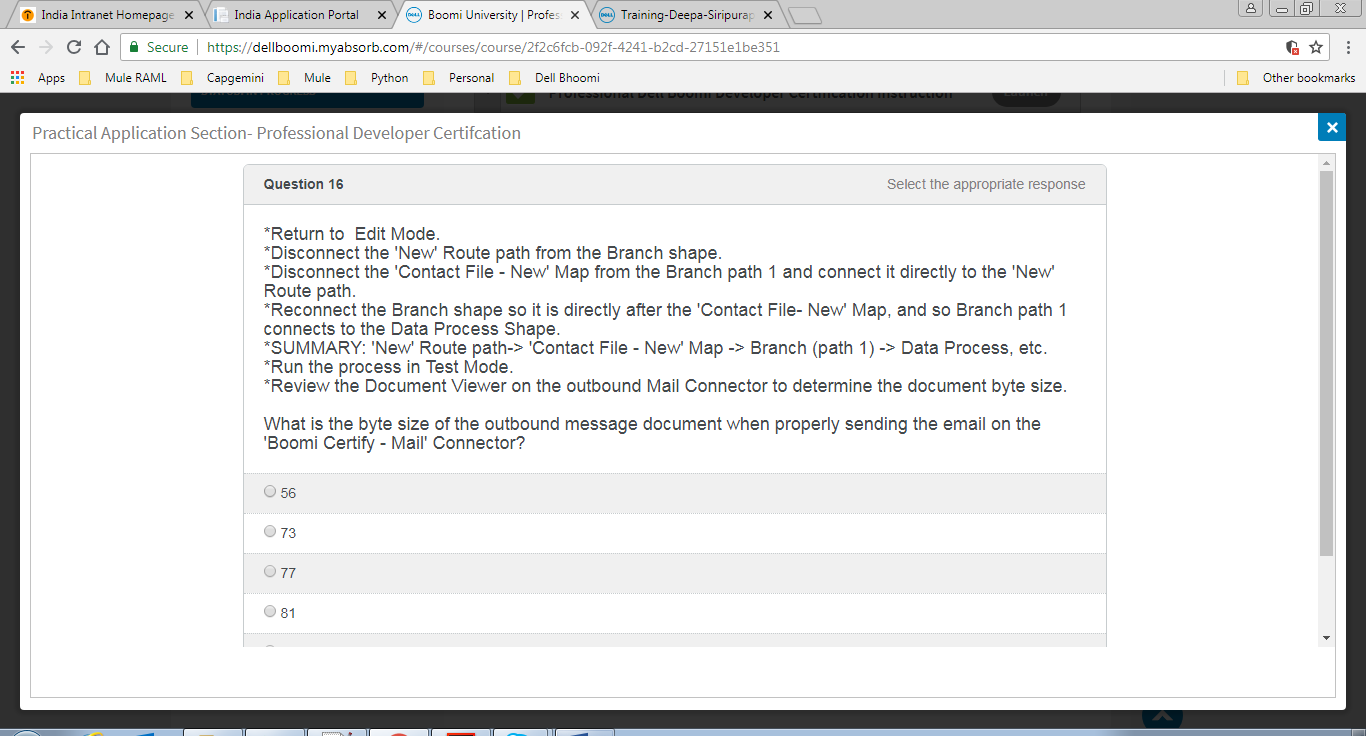 India Intranet Homepage
India Application Portal
Boomi University | Profes
Training-Deepa-Siripurap
Secure
https://dellboomi.myabsorb.com/#/courses/course/2f2c6fcb-092f-4241-b2cd-27151e1be351
Apps Mule RAML Capgemini Mule Python Personal Dell Bhoomi Other bookmarks
Professional Dell Boomi Developer Certification Instruction
Practical Application Section- Professional Developer Certifcation
Question 16 Select the appropriate response
*Return to  Edit Mode.
*Disconnect the 'New' Route path from the Branch shape.
*Disconnect the 'Contact File - New' Map from the Branch path 1 and connect it directly to the 'New'
Route path.
*Reconnect the Branch shape so it is directly after the 'Contact File- New' Map, and so Branch path 1
connects to the Data Process Shape.
*SUMMARY: 'New' Route path-> 'Contact File - New' Map -> Branch (path 1) -> Data Process, etc.
*Run the process in Test Mode.
*Review the Document Viewer on the outbound Mail Connector to determine the document byte size.
What is the byte size of the outbound message document when properly sending the email on the
'Boomi Certify - Mail' Connector?
56
73
77
81